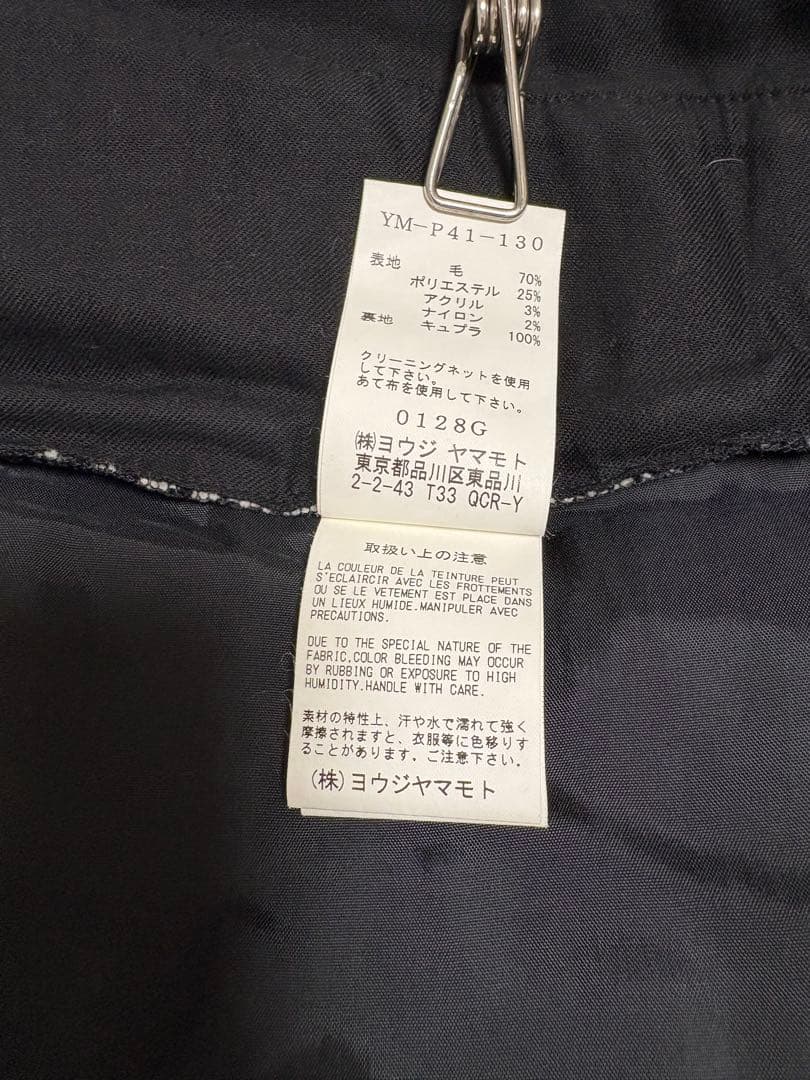 YM-P41-130
表地 毛 70%
ポリエステル 25%
アクリル 3%
ナイロン 2%
裏地 キュプラ 100%
クリーニングネットを使用
して下さい。
あて布を使用して下さい。
0128G
㈱ヨウジ ヤマモト
東京都品川区東品川
2-2-43 T33 QCR-Y
取扱い上の注意
LA COULEUR DE LA TEINTURE PEUT
S'ECLAIRCIR AVEC LES FROTTEMENTS
OU SE LE VETEMENT EST PLACE DANS
UN LIEUX HUMIDE.MANIPULER AVEC
PRECAUTIONS.
DUE TO THE SPECIAL NATURE OF THE
FABRIC,COLOR BLEEDING MAY OCCUR
BY RUBBING OR EXPOSURE TO HIGH
HUMIDITY.HANDLE WITH CARE.
素材の特性上、汗や水で濡れて強く
摩擦されますと、衣服等に色移りす
ることがあります。ご注意下さい。
(株)ヨウジヤマモト